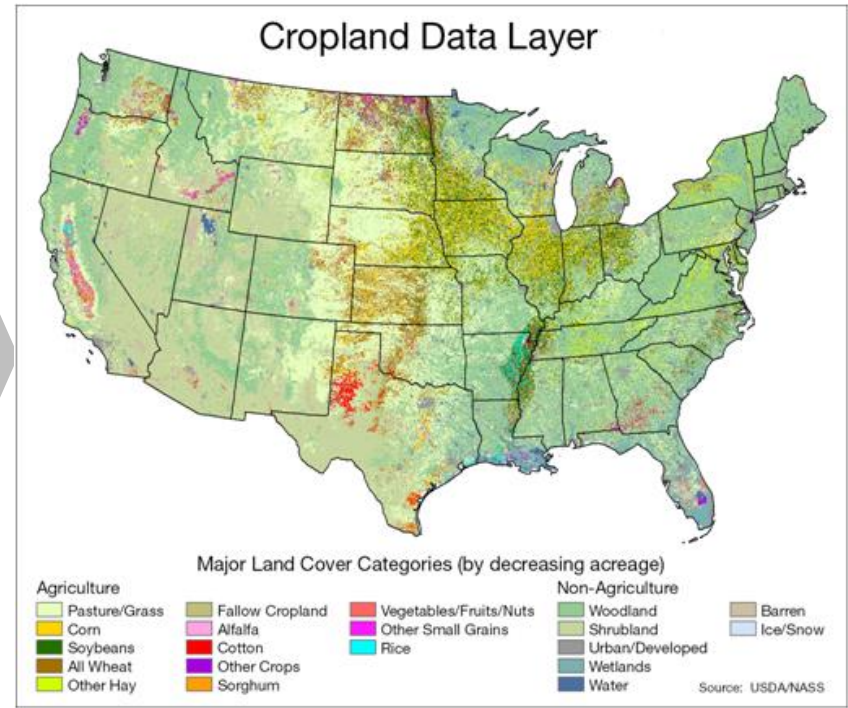 Cropland Data Layer
Major Land Cover Categories (by decreasing acreage)
Agriculture
Pasture/Grass
Corn
Soybeans
All Wheat
Other Hay
Fallow Cropland
Alfalfa
Cotton
Other Crops
Sorghum
Vegetables/Fruits/Nuts
Other Small Grains
Rice
Non-Agriculture
Woodland
Shrubland
Urban/Developed
Wetlands
Water
Barren
Ice/Snow
Source: USDA/NASS